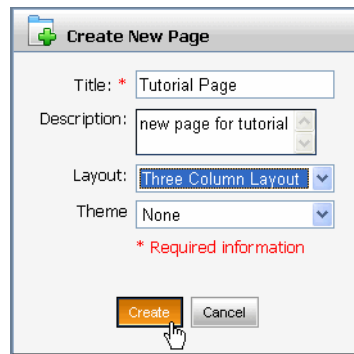 Create New Page
Title: * Tutorial Page
Description: new page for tutorial
Layout: Three Column Layout
Theme None
* Required information
Create Cancel